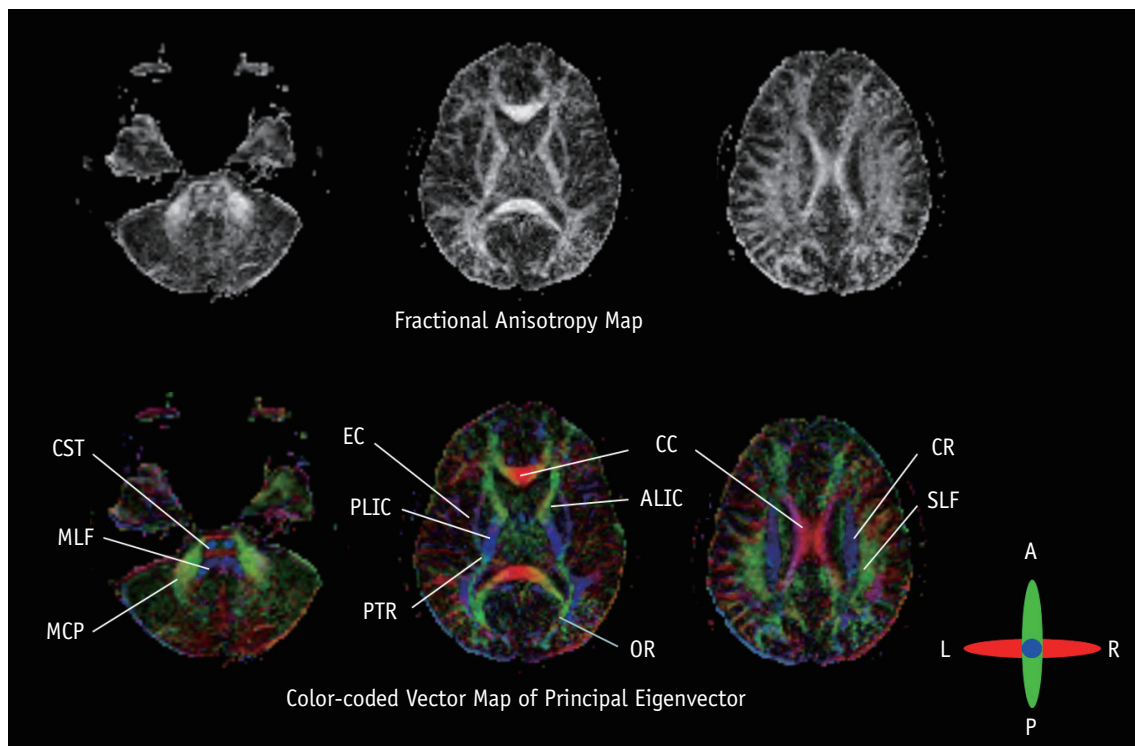 Fractional Anisotropy Map
CST
MLF
MCP
EC
PLIC
PTR
CC
ALIC
OR
CR
SLF
A
L
R
P
Color-coded Vector Map of Principal Eigenvector